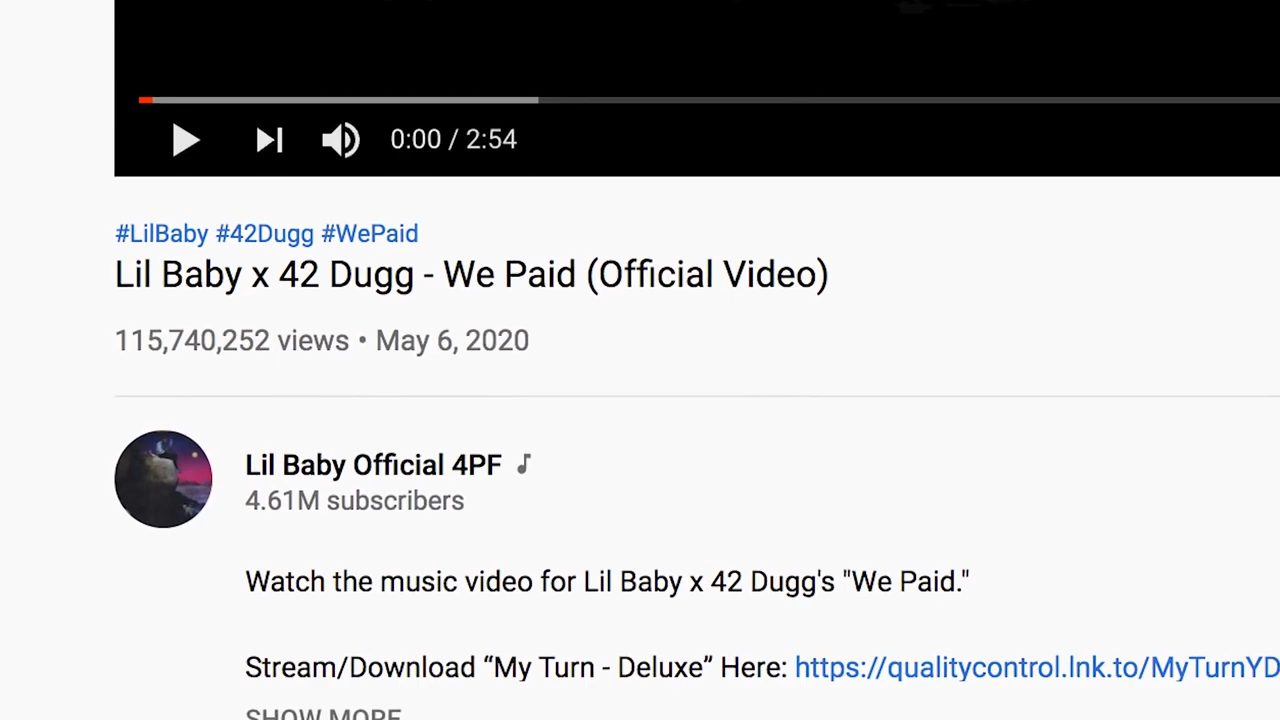 0:00 / 2:54
#LilBaby #42Dugg #WePaid
Lil Baby x 42 Dugg - We Paid (Official Video)
115,740,252 views • May 6, 2020
Lil Baby Official 4PF
4.61M subscribers
Watch the music video for Lil Baby x 42 Dugg's "We Paid."
Stream/Download “My Turn - Deluxe” Here: https://qualitycontrol.lnk.to/MyTurnYD
SHOW MORE